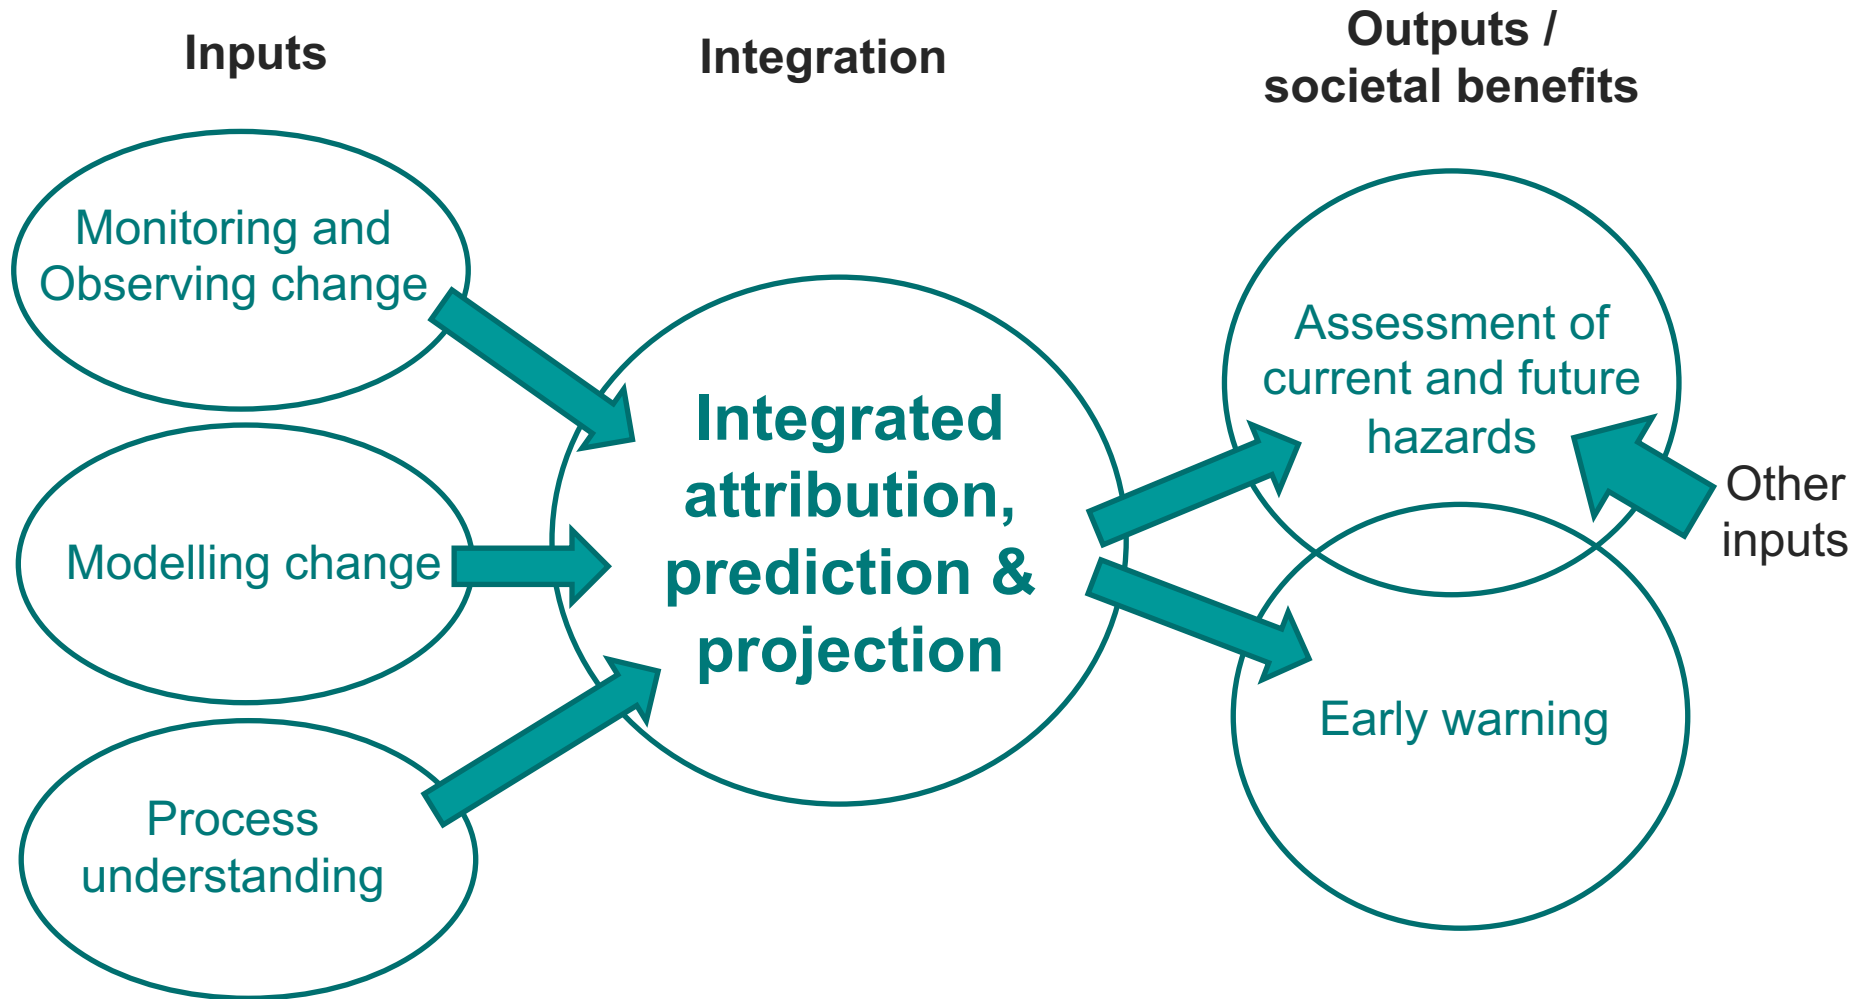 Inputs
Integration
Outputs /
societal benefits
Monitoring and
Observing change
Modelling change
Process
understanding
Integrated
attribution,
prediction &
projection
Assessment of
current and future
hazards
Early warning
Other
inputs